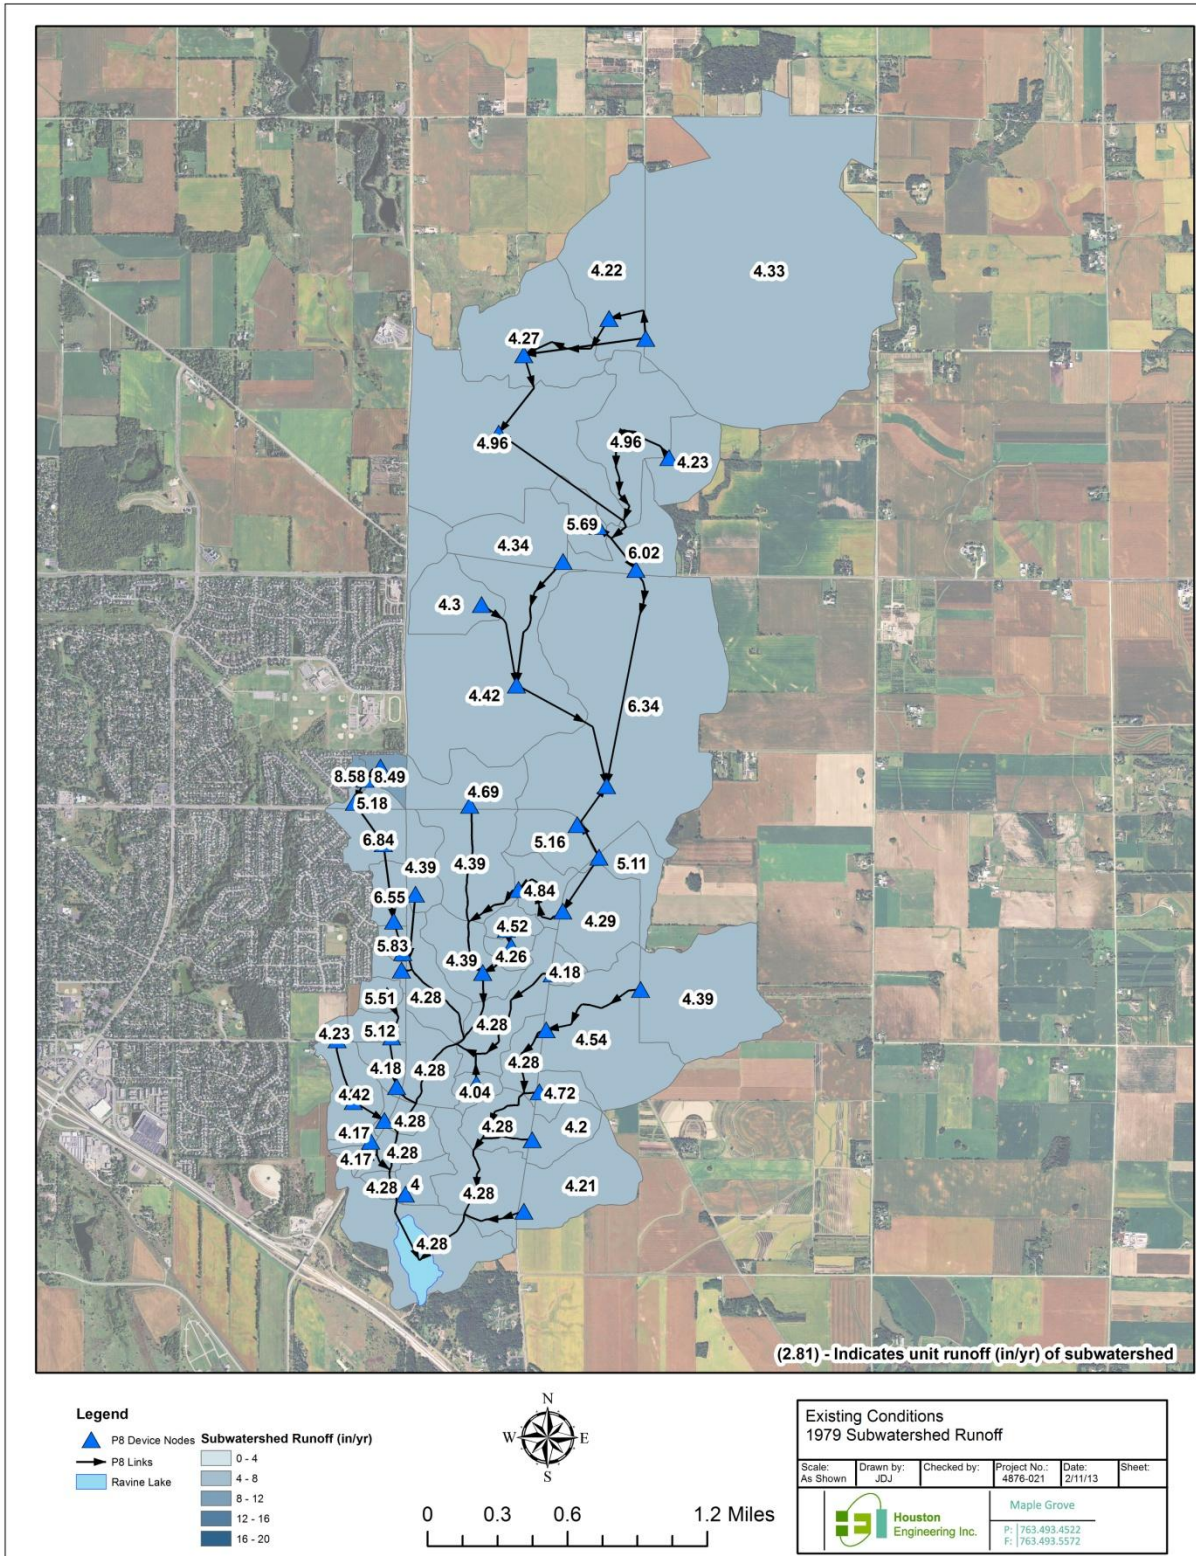 4.22
4.33
4.27
4.96
4.96
4.23
5.69
4.34
6.02
4.3
4.42
6.34
8.58
8.49
4.69
5.18
6.84
5.16
4.39
4.39
5.11
6.55
4.84
4.29
4.52
5.83
4.39
4.26
4.18
5.51
4.28
4.39
4.28
4.23
5.12
4.54
4.18
4.28
4.28
4.42
4.04
4.72
4.28
4.28
4.2
4.17
4.17
4.28
4.28
4
4.28
4.21
4.28
(2.81) - Indicates unit runoff (in/yr) of subwatershed
Legend
P8 Device Nodes
P8 Links
Ravine Lake
Subwatershed Runoff (in/yr)
0 - 4
4 - 8
8 - 12
12 - 16
16 - 20
N
W E
S
0 0.6 1.2 Miles
Existing Conditions
1979 Subwatershed Runoff
Scale: Drawn by: Checked by: Project No.: Date: Sheet:
As Shown JDJ 4876-021 2/11/13
Houston
Engineering Inc.
Maple Grove
P: 763.493.4522
F: 763.493.5572